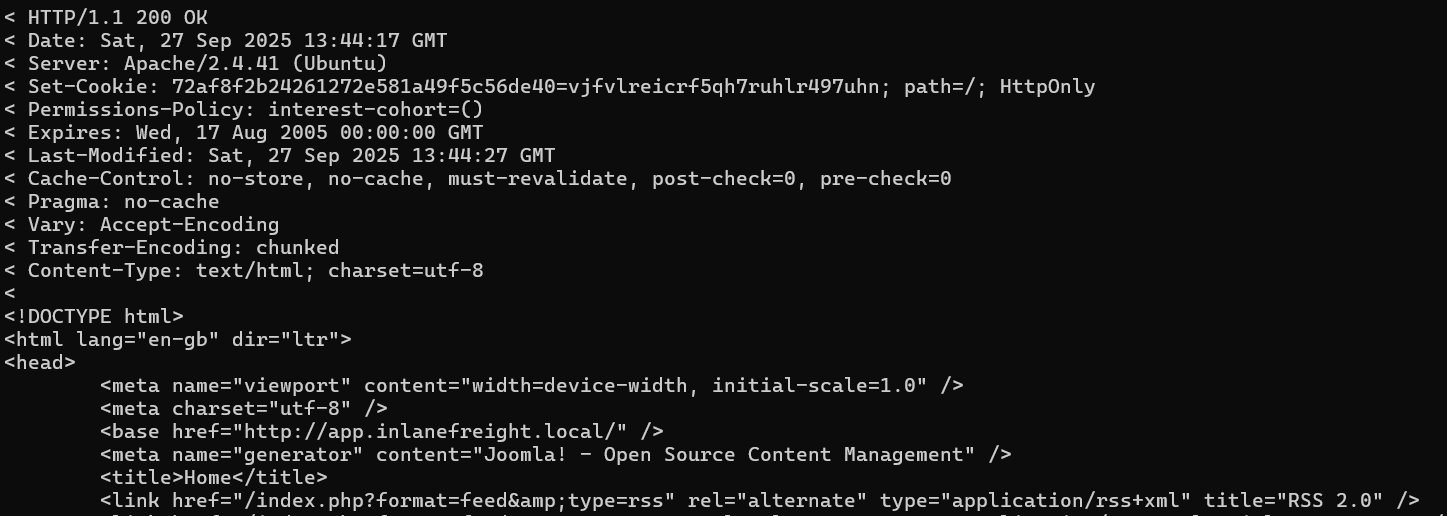 < HTTP/1.1 200 OK
< Date: Sat, 27 Sep 2025 13:44:17 GMT
< Server: Apache/2.4.41 (Ubuntu)
< Set-Cookie: 72af8f2b24261272e581a49f5c56de40=vjfvlreicrf5qh7ruhlr497uhn; path=/; HttpOnly
< Permissions-Policy: interest-cohort=()
< Expires: Wed, 17 Aug 2005 00:00:00 GMT
< Last-Modified: Sat, 27 Sep 2025 13:44:27 GMT
< Cache-Control: no-store, no-cache, must-revalidate, post-check=0, pre-check=0
< Pragma: no-cache
< Vary: Accept-Encoding
< Transfer-Encoding: chunked
< Content-Type: text/html; charset=utf-8
<
<!DOCTYPE html>
<html lang="en-gb" dir="ltr">
<head>
<meta name="viewport" content="width=device-width, initial-scale=1.0" />
<meta charset="utf-8" />
<base href="http://app.inlanefreight.local/" />
<meta name="generator" content="Joomla! - Open Source Content Management" />
<title>Home</title>
<link href="/index.php?format=feed&amp;type=rss" rel="alternate" type="application/rss+xml" title="RSS 2.0" />